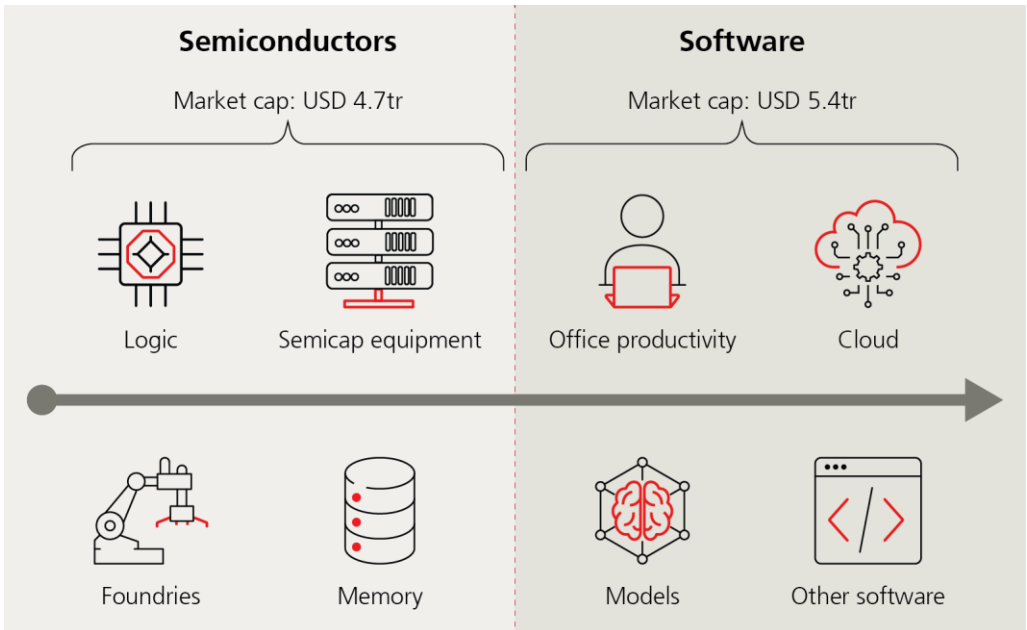 Semiconductors
Market cap: USD 4.7tr
Logic
Semicap equipment
Foundries
Memory
Software
Market cap: USD 5.4tr
Office productivity
Cloud
Models
Other software